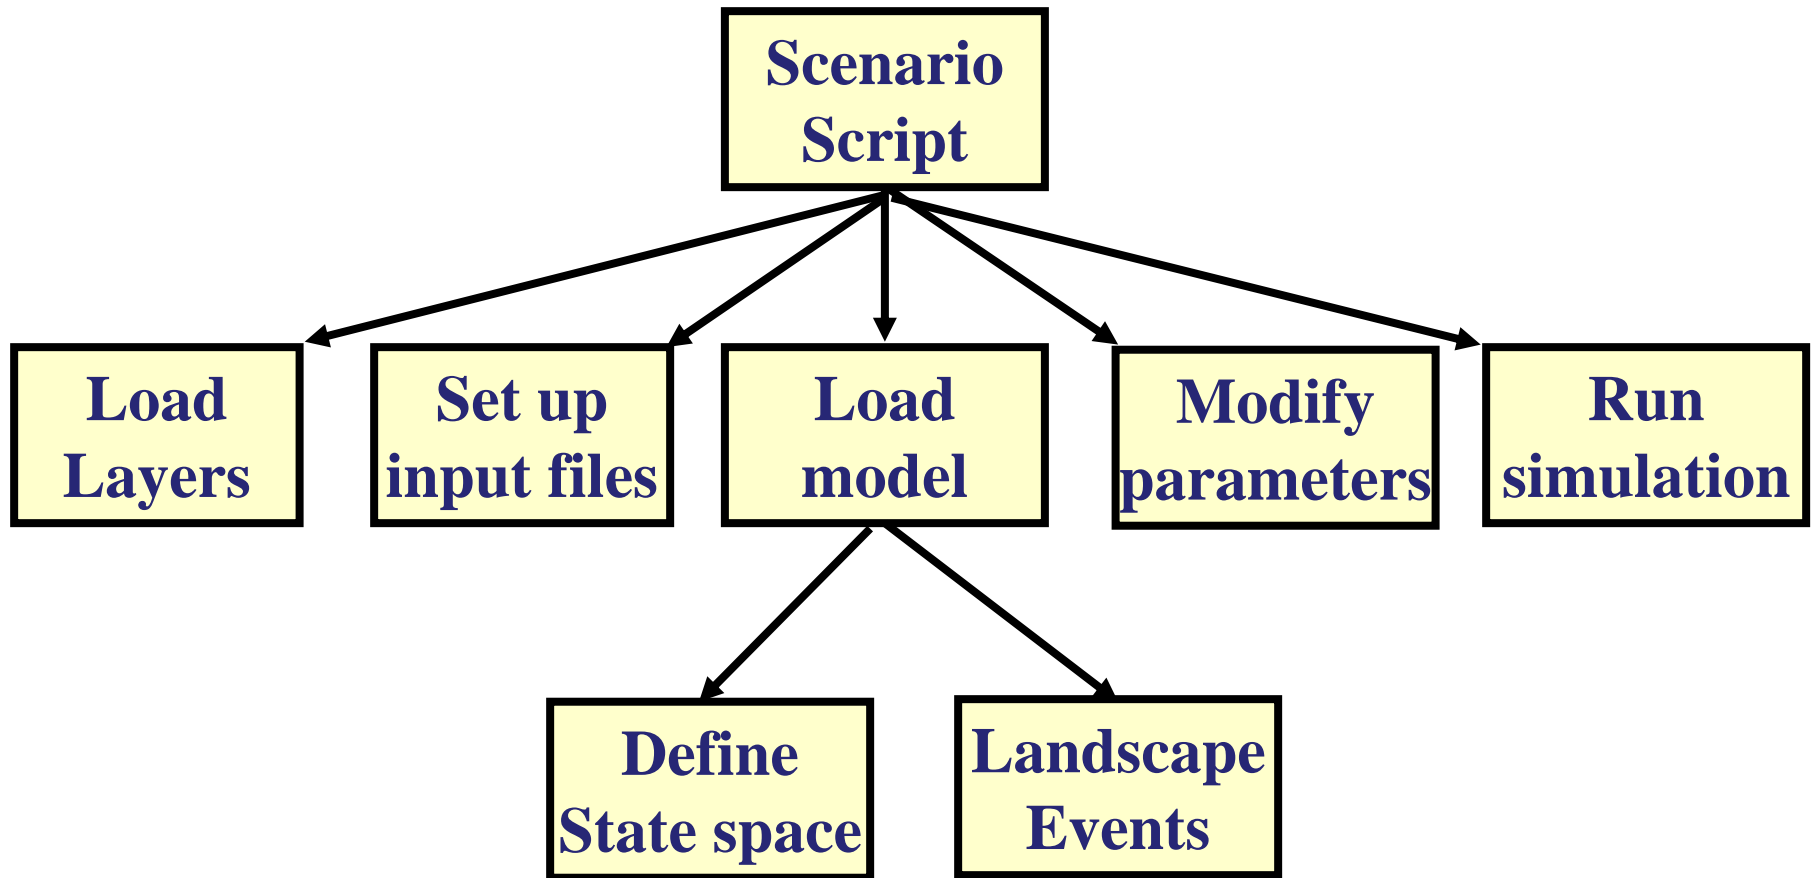 Scenario
Script
Load
Layers
Set up
input files
Load
model
Modify
parameters
Run
simulation
Define
State space
Landscape
Events